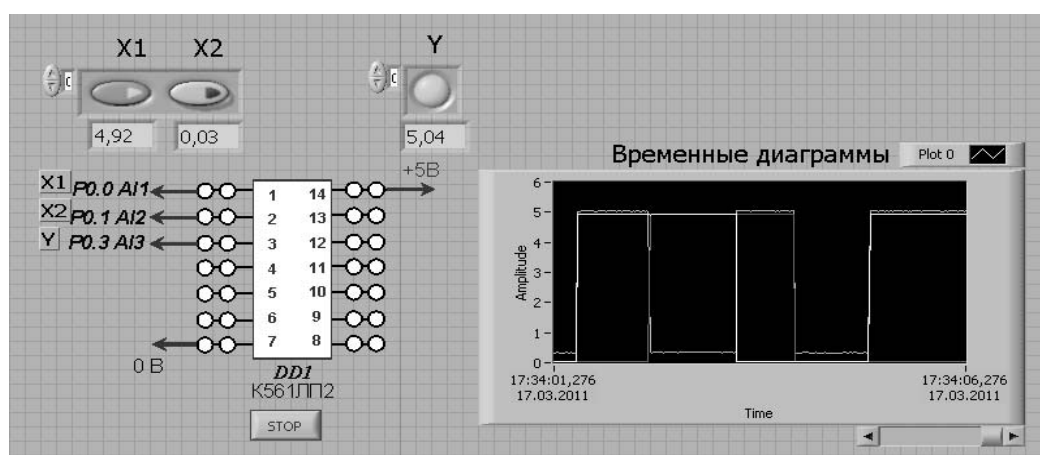 X1 X2 Y
0 0
4,92 0,03 5,04
+5В
Временные диаграммы Plot 0
X1 P0.0 AI1 1 14
X2 P0.1 AI2 2 13
Y P0.3 AI3 3 12
4 11
5 10
6 9
7 8
0 В
DD1
К561ЛП2
STOP
Amplitude
6
5
4
3
2
1
0
17:34:01,276 17:34:06,276
17.03.2011 17.03.2011
Time